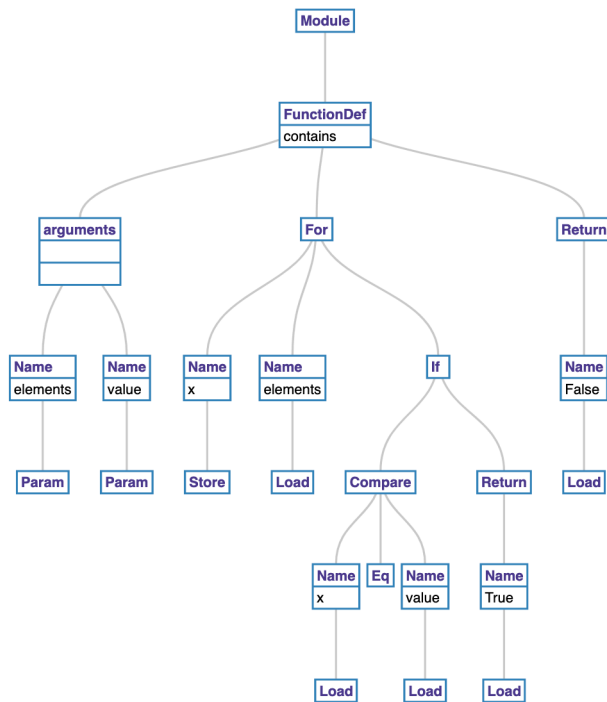 Module
FunctionDef
contains
arguments
For
Return
Name
elements
Name
value
Name
x
Name
elements
If
Name
False
Param
Param
Store
Load
Compare
Return
Load
Name
x
Eq
Name
value
Name
True
Load
Load
Load